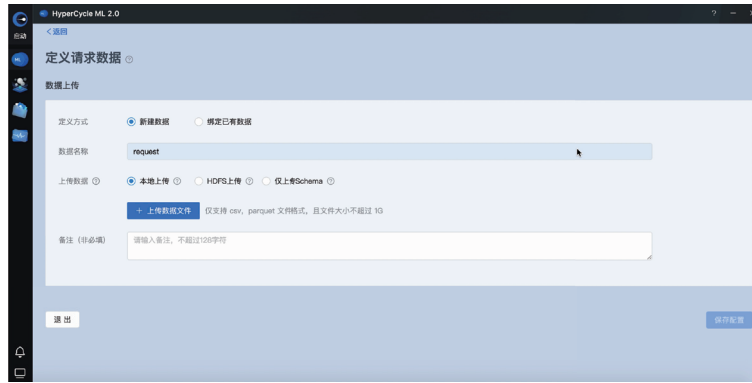 HyperCycle ML 2.0
?
启动
< 返回
ML
定义请求数据 ?
数据上传
定义方式 新建数据 绑定已有数据
数据名称 request
上传数据 ? 本地上传 ? HDFS上传 ? 仅上传Schema ?
+ 上传数据文件 仅支持 csv，parquet 文件格式，且文件大小不超过 1G
备注（非必填） 请输入备注，不超过128字符
退 出
保存配置